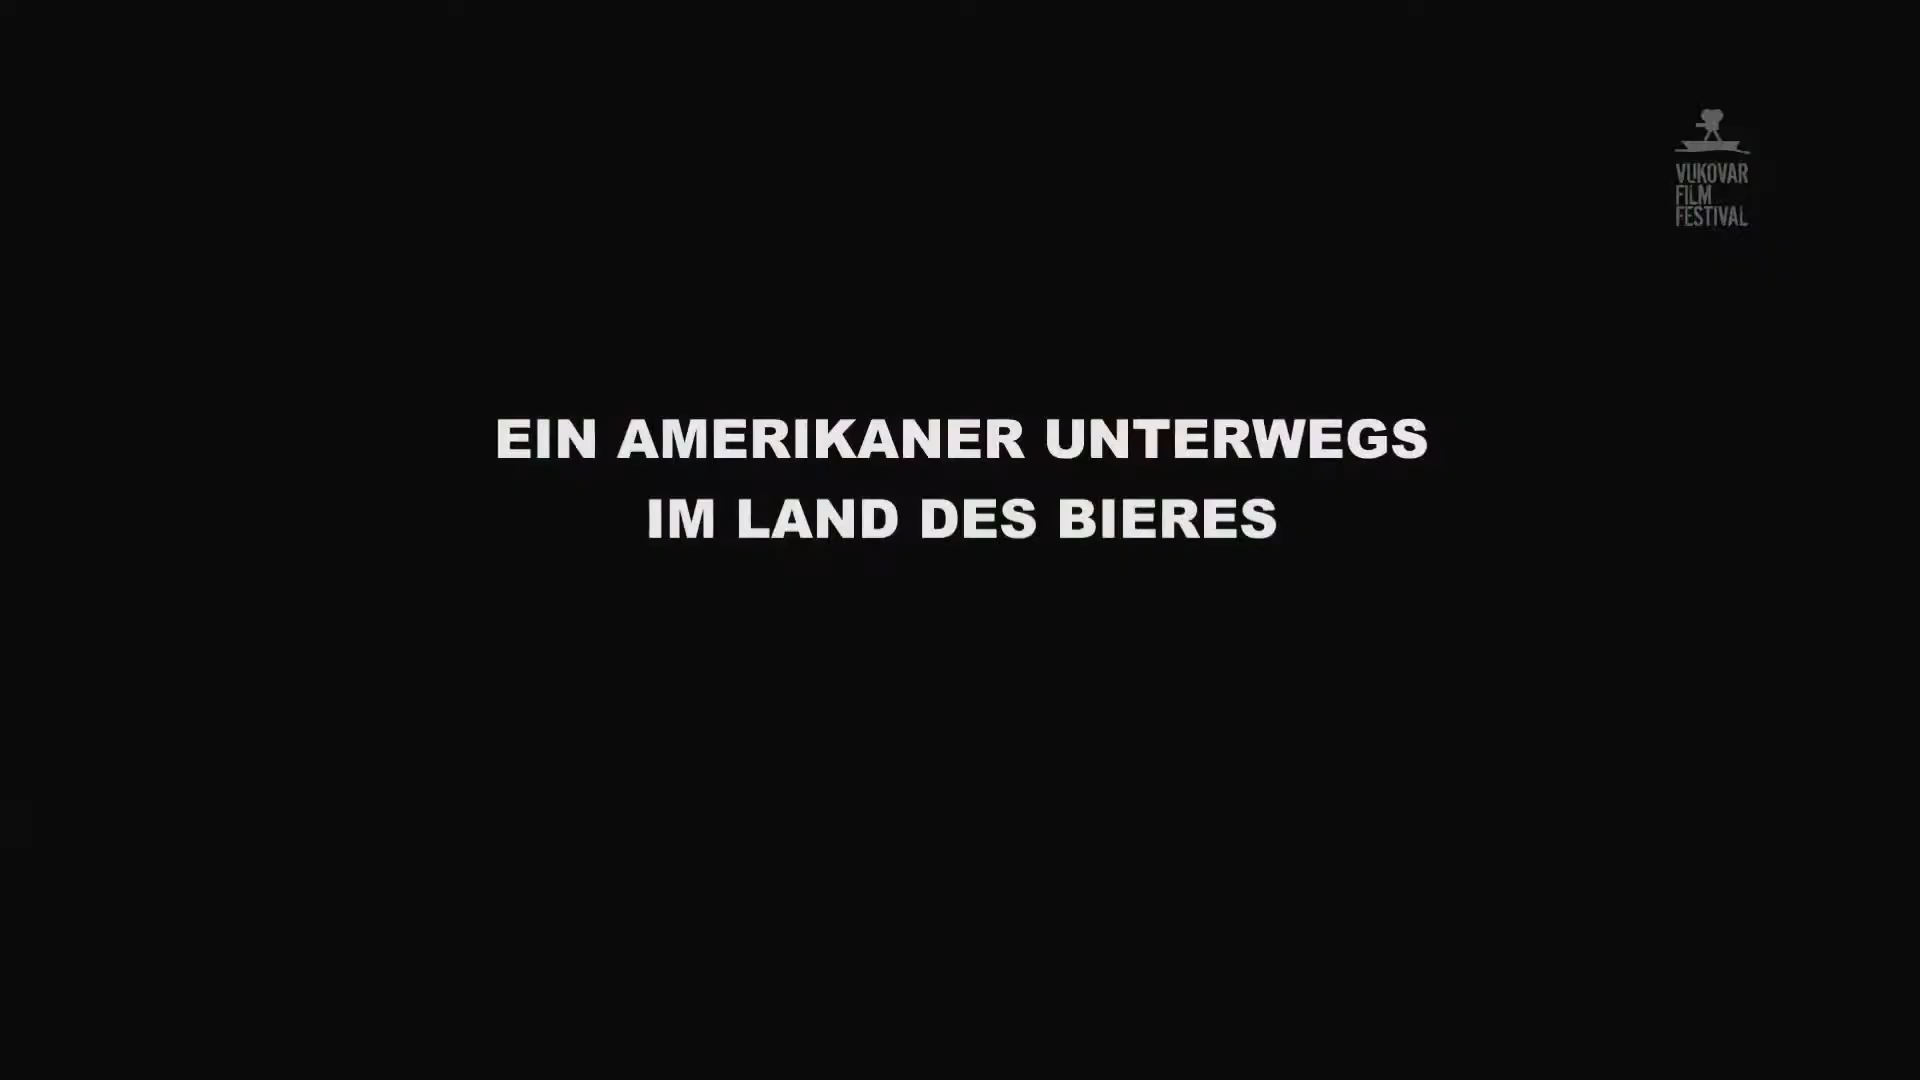 VUKOVAR
FILM
FESTIVAL
EIN AMERIKANER UNTERWEGS
IM LAND DES BIERES